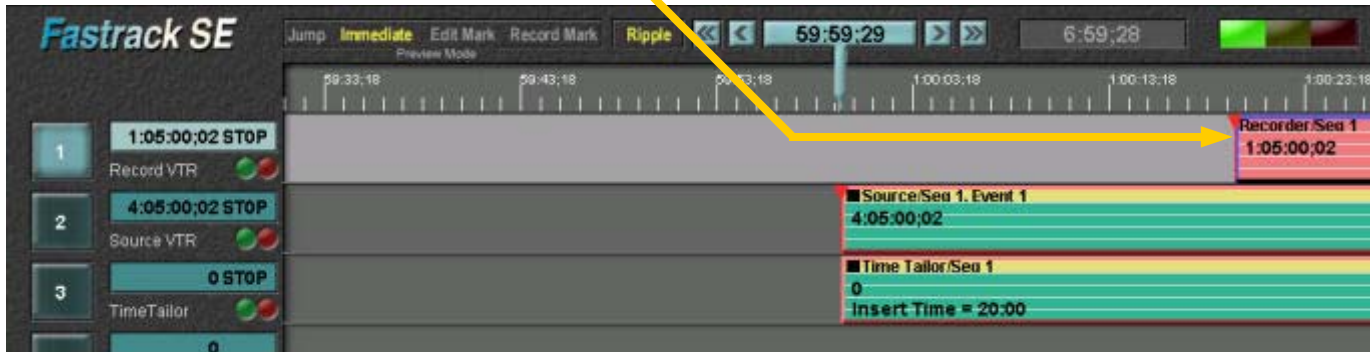 Fastrack SE
Jump Immediate Edit Mark Record Mark Ripple 59:59;29 6:59;28
Preview Mode
59:33;18 59:43;18 1:00:03;18 1:00:13;18 1:00:23;18
1 1:05:00;02 STOP
Record VTR
Recorder/Seg 1
1:05:00;02
2 4:05:00;02 STOP
Source VTR
Source/Seg 1, Event 1
4:05:00;02
3 0 STOP
TimeTailor
Time Tailor/Seg 1
0
Insert Time = 20:00
0